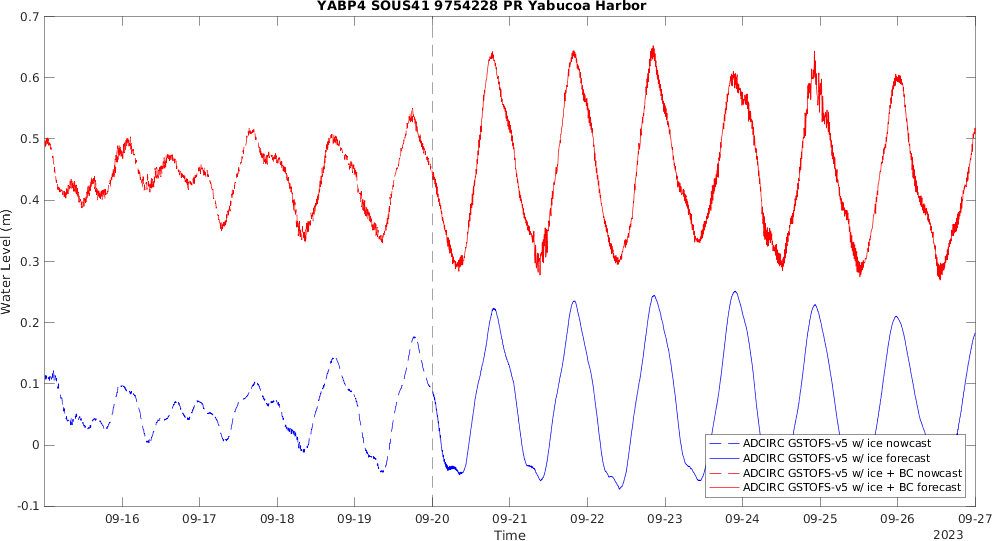 YABP4 SOUS41 9754228 PR Yabucoa Harbor
0.7
0.6
0.5
0.4
0.3
0.2
0.1
0
-0.1
Water Level (m)
09-16 09-17 09-18 09-19 09-20 09-21 09-22 09-23 09-24 09-25 09-26 09-27
Time
2023
ADCIRC GSTOFS-v5 w/ ice nowcast
ADCIRC GSTOFS-v5 w/ ice forecast
ADCIRC GSTOFS-v5 w/ ice + BC nowcast
ADCIRC GSTOFS-v5 w/ ice + BC forecast